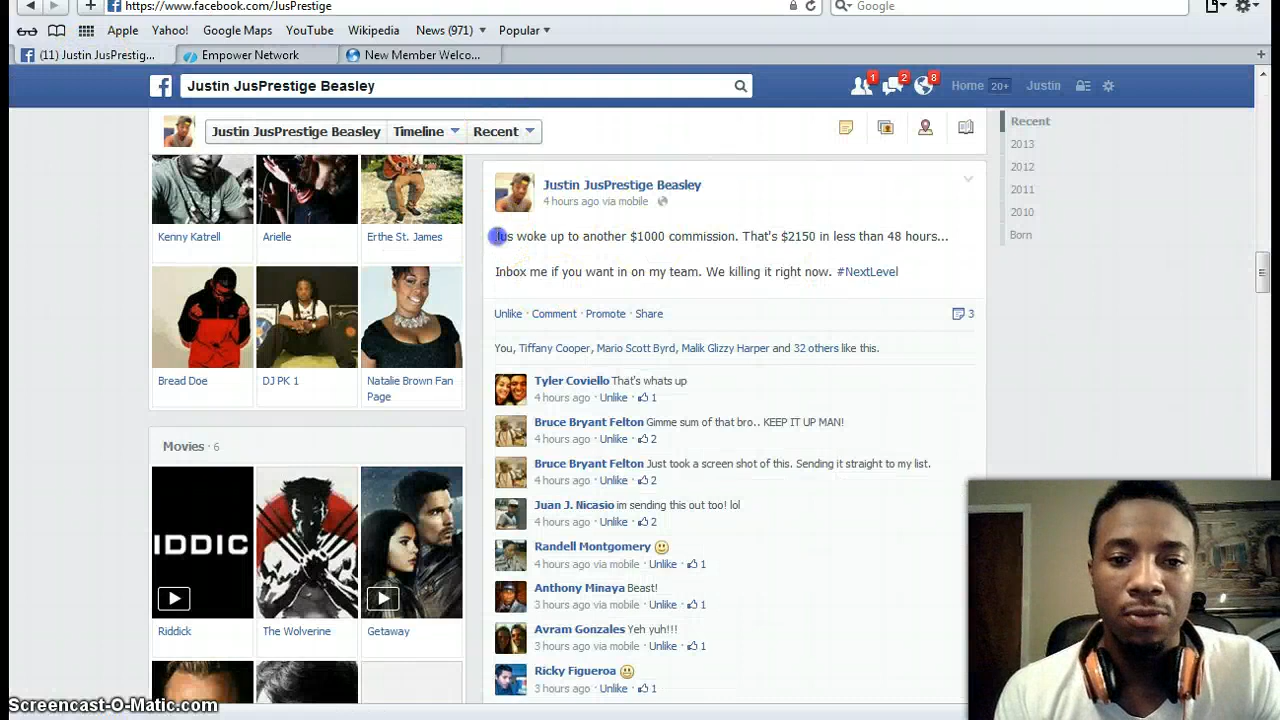 https://www.facebook.com/JusPrestige
Google
Apple Yahoo! Google Maps YouTube Wikipedia News (971) Popular
(11) Justin JusPrestig... Empower Network New Member Welco...
Justin JusPrestige Beasley
1 2 8
Home 20+ Justin
Justin JusPrestige Beasley Timeline Recent
Recent
2013
2012
2011
2010
Born
Kenny Katrell Arielle Erthe St. James
Bread Doe DJ PK 1 Natalie Brown Fan
Page
Movies · 6
IDDIC
Riddick The Wolverine Getaway
Justin JusPrestige Beasley
4 hours ago via mobile
Jus woke up to another $1000 commission. That's $2150 in less than 48 hours...
Inbox me if you want in on my team. We killing it right now. #NextLevel
Unlike · Comment · Promote · Share 3
You, Tiffany Cooper, Mario Scott Byrd, Malik Glizzy Harper and 32 others like this.
Tyler Coviello That's whats up
4 hours ago · Unlike · 1
Bruce Bryant Felton Gimme sum of that bro.. KEEP IT UP MAN!
4 hours ago · Unlike · 2
Bruce Bryant Felton Just took a screen shot of this. Sending it straight to my list.
4 hours ago · Unlike · 2
Juan J. Nicasio im sending this out too! lol
4 hours ago · Unlike · 2
Randell Montgomery
4 hours ago via mobile · Unlike · 1
Anthony Minaya Beast!
3 hours ago via mobile · Unlike · 1
Avram Gonzales Yeh yuh!!!
3 hours ago via mobile · Unlike · 1
Ricky Figueroa
3 hours ago · Unlike · 1
Screencast-O-Matic.com